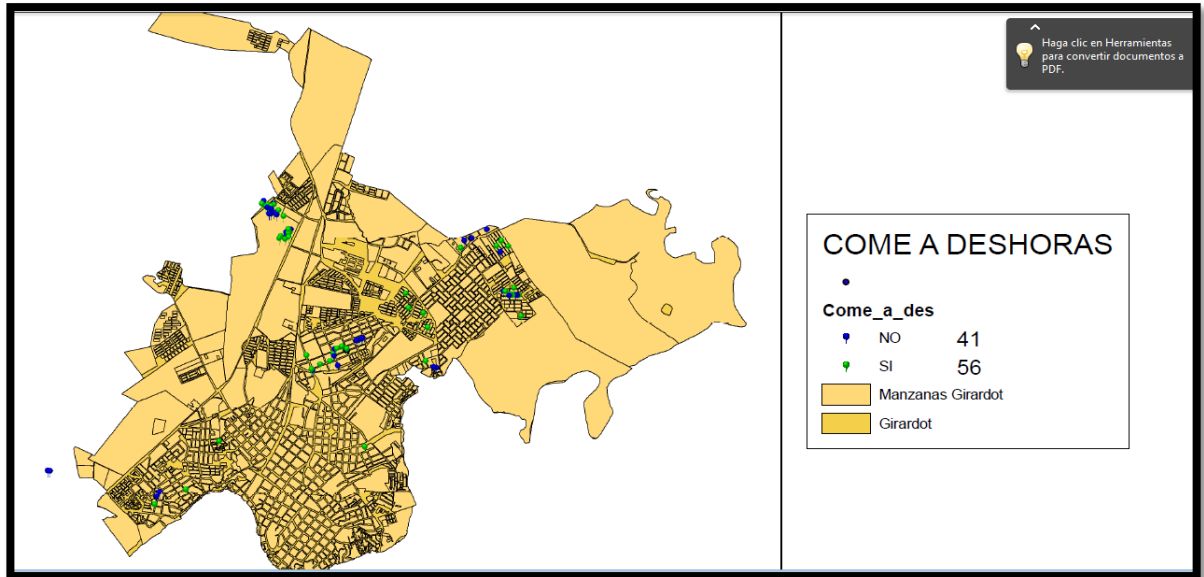 Haga clic en Herramientas
para convertir documentos a
PDF.
COME A DESHORAS
Come_a_des
NO 41
SI 56
Manzanas Girardot
Girardot